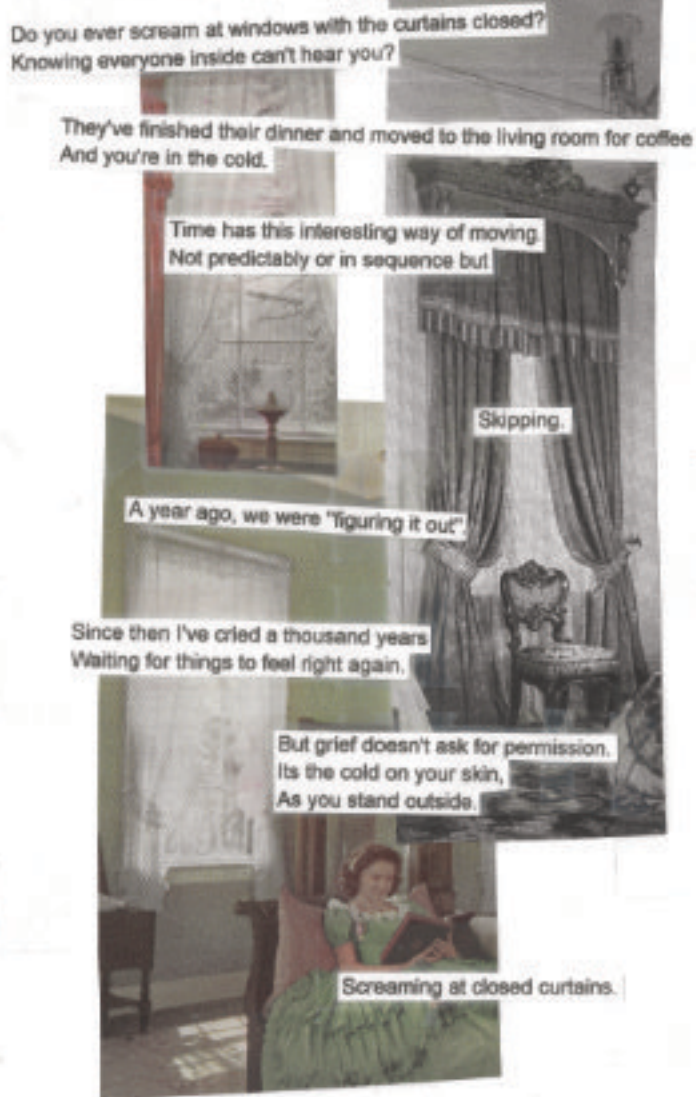 Do you ever scream at windows with the curtains closed?
Knowing everyone inside can't hear you?
They've finished their dinner and moved to the living room for coffee
And you're in the cold.
Time has this interesting way of moving.
Not predictably or in sequence but
Skipping.
A year ago, we were "figuring it out"
Since then I've cried a thousand years
Waiting for things to feel right again.
But grief doesn't ask for permission.
Its the cold on your skin,
As you stand outside.
Screaming at closed curtains.